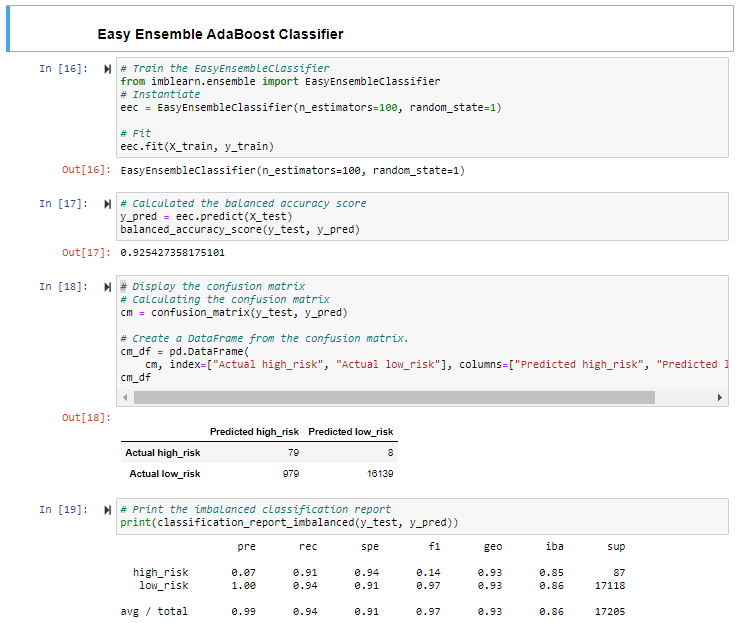 Easy Ensemble AdaBoost Classifier
In [16]:
# Train the EasyEnsembleClassifier
from imblearn.ensemble import EasyEnsembleClassifier
# Instantiate
eec = EasyEnsembleClassifier(n_estimators=100, random_state=1)
# Fit
eec.fit(X_train, y_train)
Out[16]: EasyEnsembleClassifier(n_estimators=100, random_state=1)
In [17]:
# Calculated the balanced accuracy score
y_pred = eec.predict(X_test)
balanced_accuracy_score(y_test, y_pred)
Out[17]: 0.925427358175101
In [18]:
# Display the confusion matrix
# Calculating the confusion matrix
cm = confusion_matrix(y_test, y_pred)
# Create a DataFrame from the confusion matrix.
cm_df = pd.DataFrame(
cm, index=["Actual high_risk", "Actual low_risk"], columns=["Predicted high_risk", "Predicted l
cm_df
Out[18]:
Predicted high_risk Predicted low_risk
Actual high_risk 79 8
Actual low_risk 979 16139
In [19]:
# Print the imbalanced classification report
print(classification_report_imbalanced(y_test, y_pred))
pre rec spe f1 geo iba sup
high_risk 0.07 0.91 0.94 0.14 0.93 0.85 87
low_risk 1.00 0.94 0.91 0.97 0.93 0.86 17118
avg / total 0.99 0.94 0.91 0.97 0.93 0.86 17205